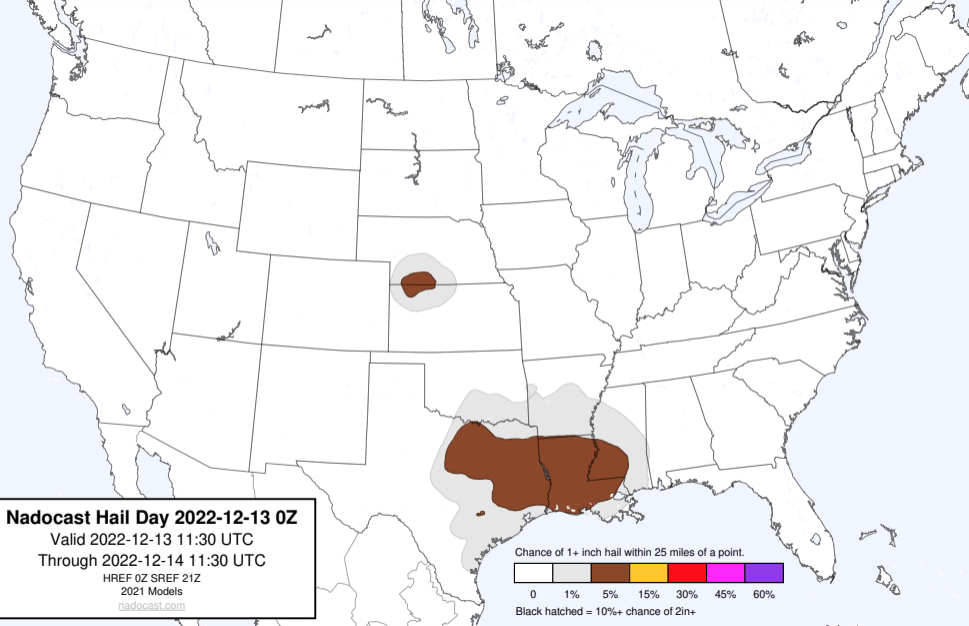 Nadocast Hail Day 2022-12-13 0Z
Valid 2022-12-13 11:30 UTC
Through 2022-12-14 11:30 UTC
HREF 0Z SREF 21Z
2021 Models
nadocast.com
Chance of 1+ inch hail within 25 miles of a point.
0 1% 5% 15% 30% 45% 60%
Black hatched = 10%+ chance of 2in+